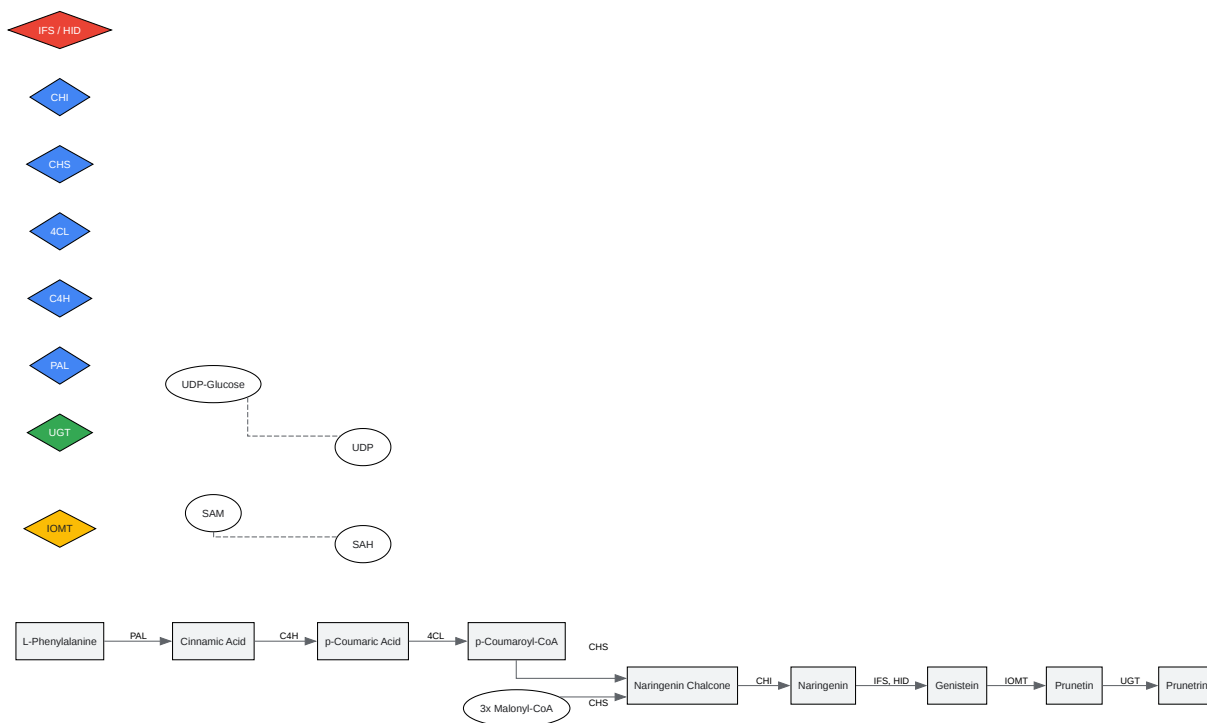 IFS / HID
CHI
CHS
4CL
C4H
PAL
UDP-Glucose
UGT
UDP
SAM
IOMT
SAH
L-Phenylalanine
PAL
Cinnamic Acid
C4H
p-Coumaric Acid
4CL
p-Coumaroyl-CoA
CHS
3x Malonyl-CoA
CHS
Naringenin Chalcone
CHI
Naringenin
IFS, HID
Genistein
IOMT
Prunetin
UGT
Prunetrin